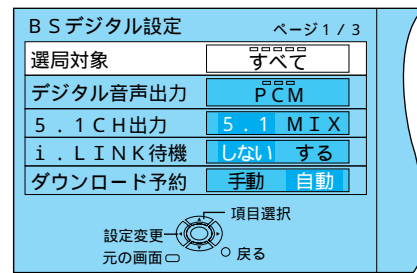 ＢＳデジタル設定 ページ１／３
選局対象 すべて
デジタル音声出力 ＰＣＭ
５．１ＣＨ出力 ５．１ ＭＩＸ
ｉ．ＬＩＮＫ待機 しない する
ダウンロード予約 手動 自動
項目選択
設定変更
元の画面 戻る